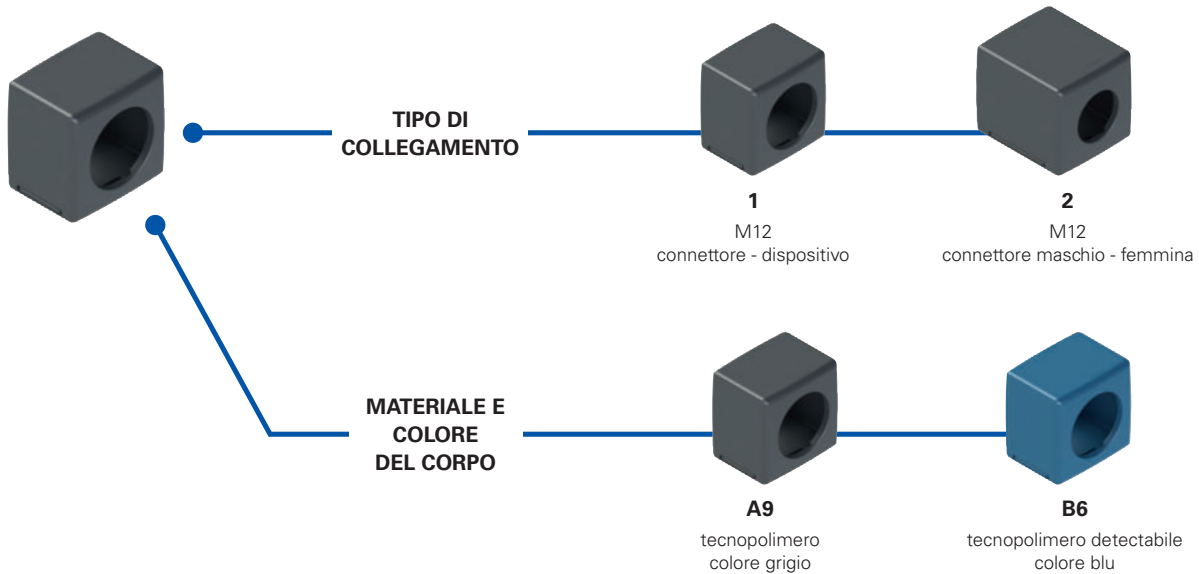 TIPO DI
COLLEGAMENTO
1
M12
connettore - dispositivo
2
M12
connettore maschio - femmina
MATERIALE E
COLORE
DEL CORPO
A9
tecnopolimero
colore grigio
B6
tecnopolimero detectabile
colore blu